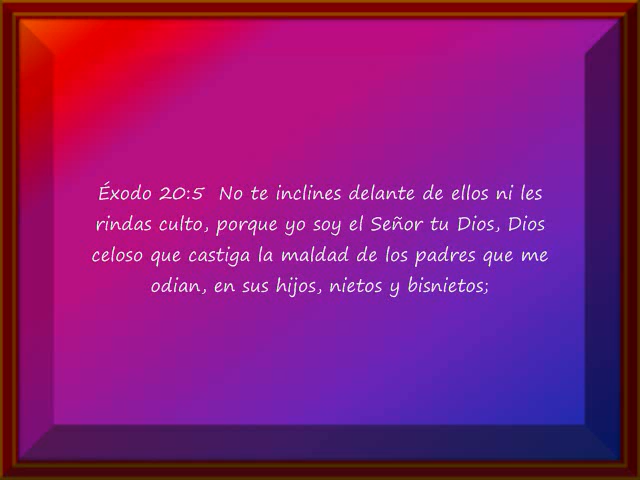 Éxodo 20:5  No te inclines delante de ellos ni les
rindas culto, porque yo soy el Señor tu Dios, Dios
celoso que castiga la maldad de los padres que me
odian, en sus hijos, nietos y bisnietos;